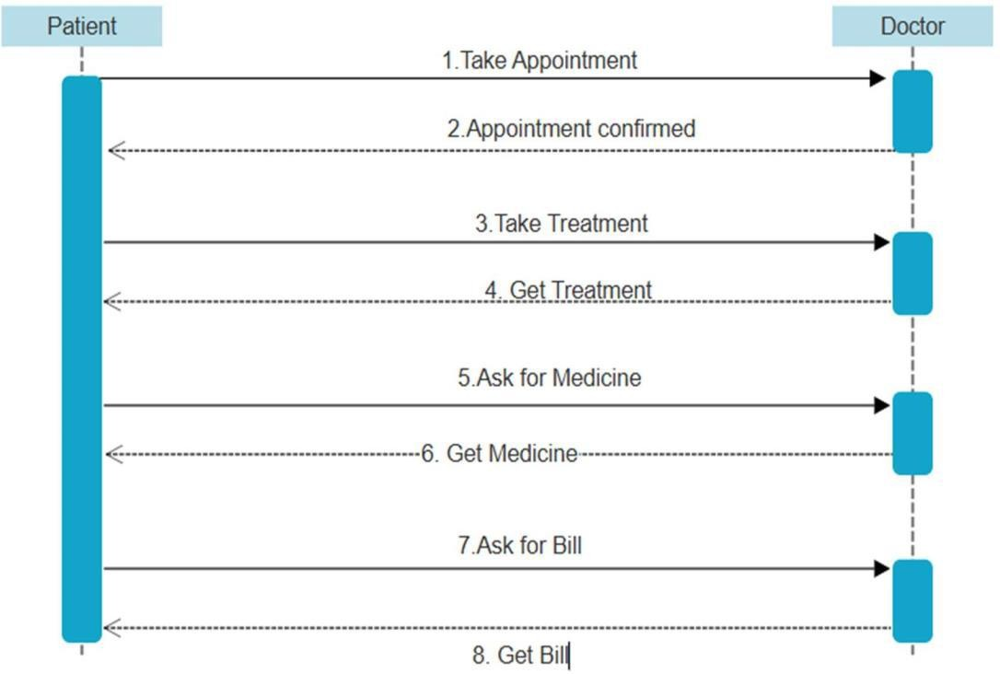 Patient
Doctor
1.Take Appointment
2.Appointment confirmed
3.Take Treatment
4. Get Treatment
5.Ask for Medicine
6. Get Medicine
7.Ask for Bill
8. Get Bill